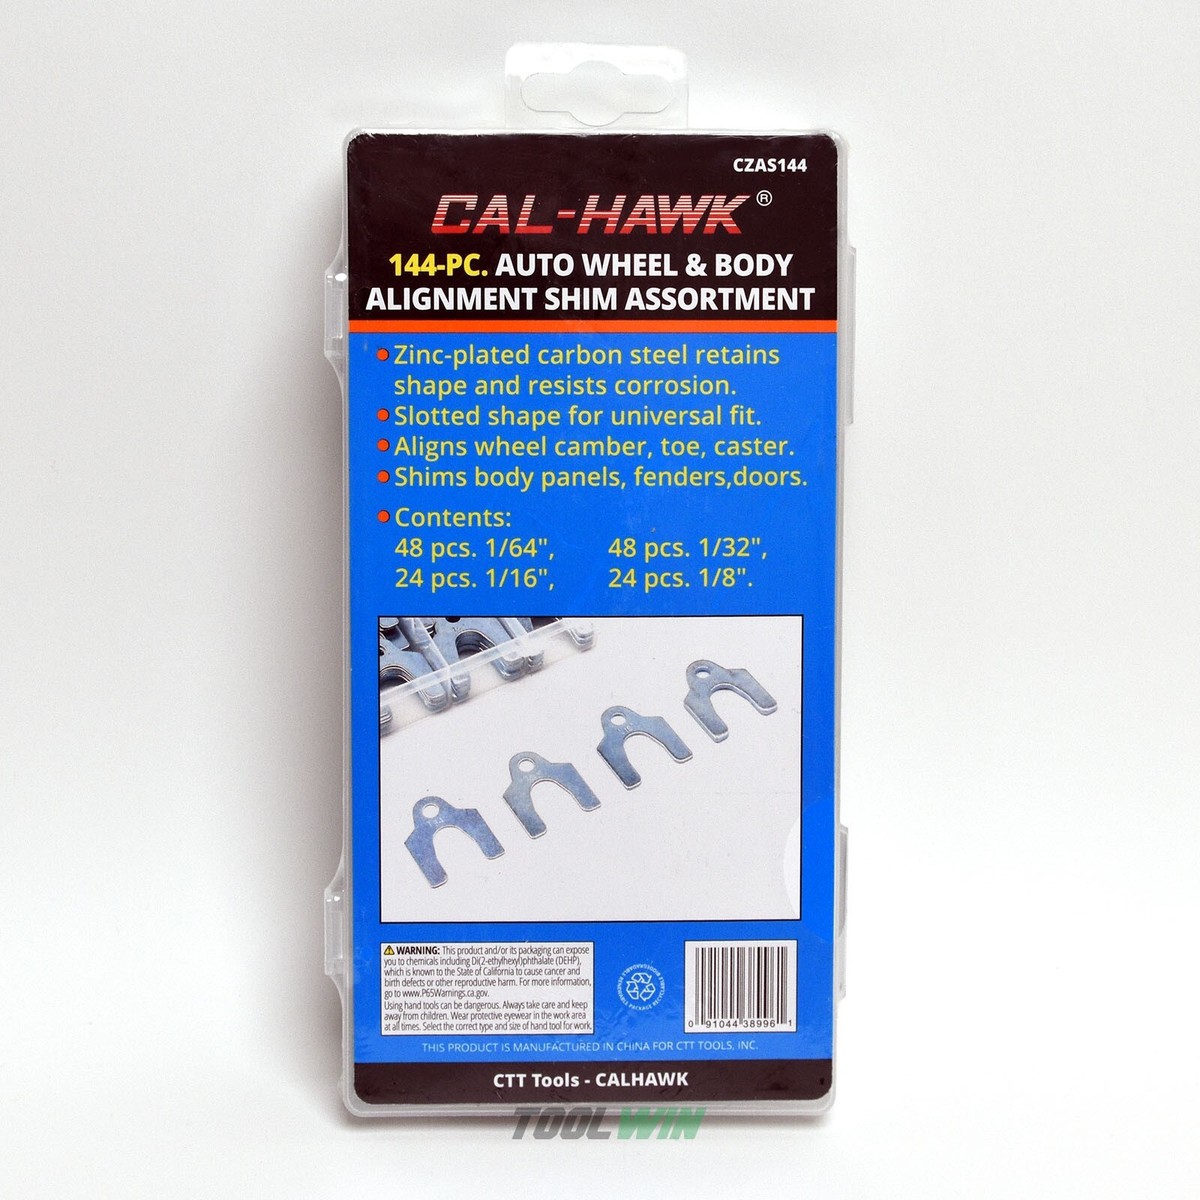 CZAS144
CAL-HAWK®
144-PC. AUTO WHEEL & BODY
ALIGNMENT SHIM ASSORTMENT
• Zinc-plated carbon steel retains
shape and resists corrosion.
• Slotted shape for universal fit.
• Aligns wheel camber, toe, caster.
• Shims body panels, fenders,doors.
• Contents:
48 pcs. 1/64", 48 pcs. 1/32",
24 pcs. 1/16", 24 pcs. 1/8".
WARNING: This product and/or its packaging can expose
you to chemicals including Di(2-ethylhexyl)phthalate (DEHP),
which is known to the State of California to cause cancer and
birth defects or other reproductive harm. For more information,
go to www.P65Warnings.ca.gov.
Using hand tools can be dangerous. Always take care and keep
away from children. Wear protective eyewear in the work area
at all times. Select the correct type and size of hand tool for work.
0 91044 38996 1
THIS PRODUCT IS MANUFACTURED IN CHINA FOR CTT TOOLS, INC.
CTT Tools - CALHAWK
TOOLWIN